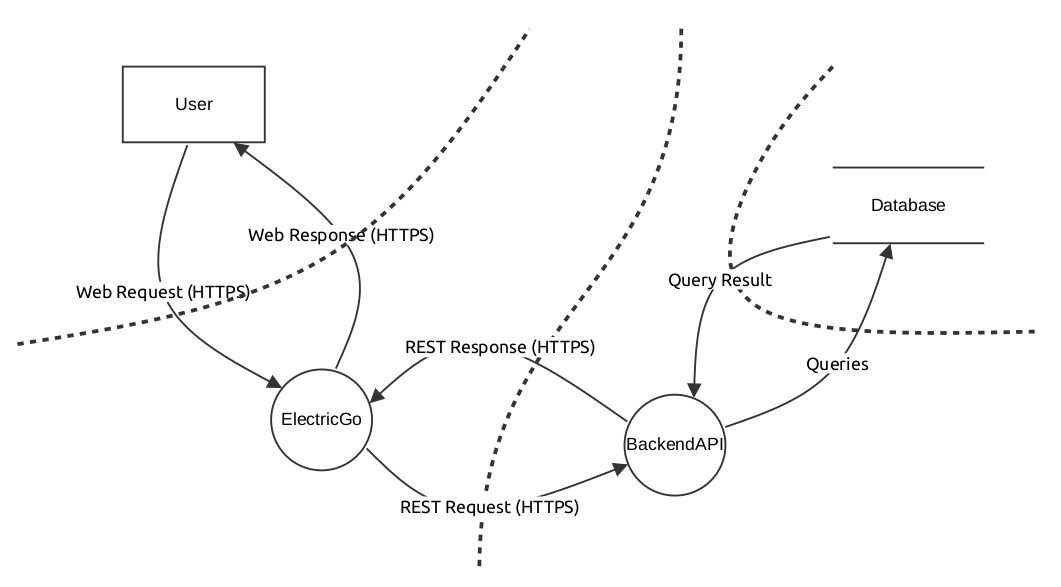 User
Database
Web Response (HTTPS)
Query Result
Web Request (HTTPS)
REST Response (HTTPS)
Queries
ElectricGo
BackendAPI
REST Request (HTTPS)